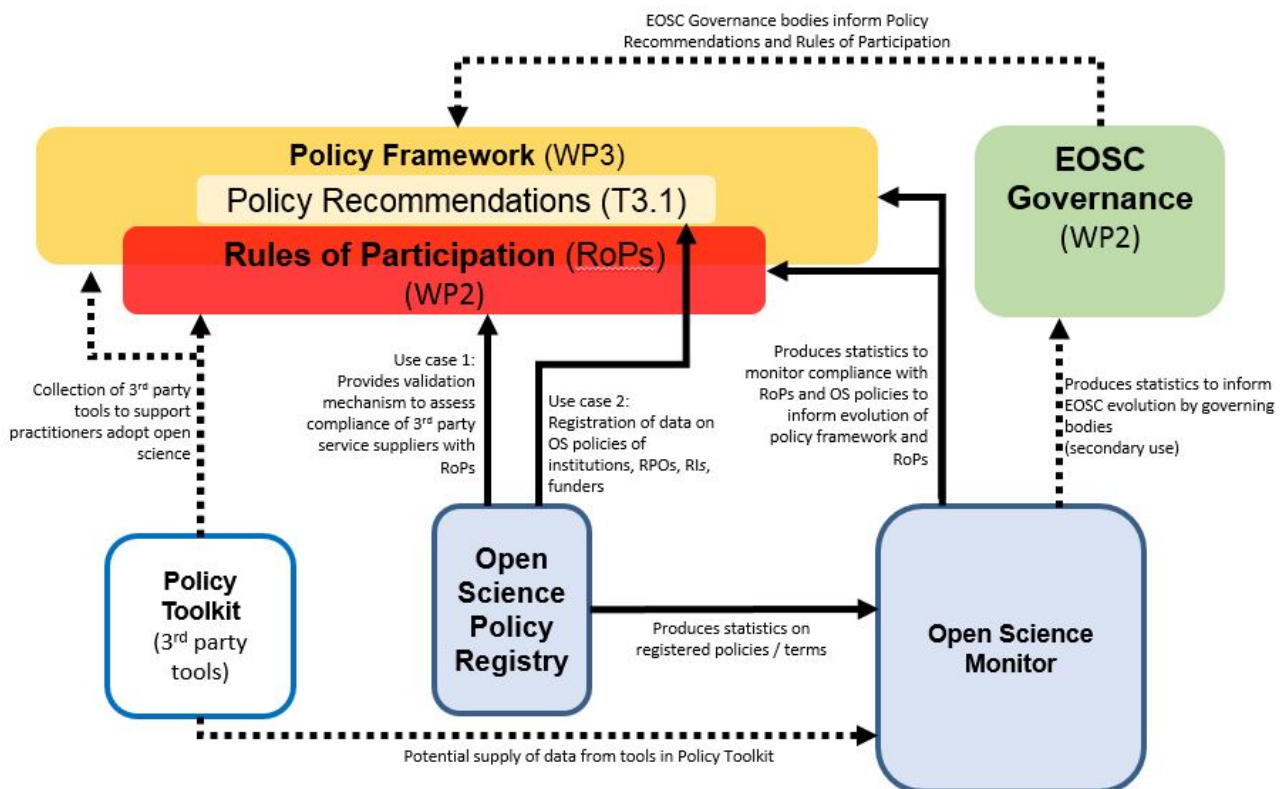 EOSC Governance bodies inform Policy
Recommendations and Rules of Participation
Policy Framework (WP3)
Policy Recommendations (T3.1)
Rules of Participation (RoPs)
(WP2)
EOSC
Governance
(WP2)
Collection of 3rd party
tools to support
practitioners adopt open
science
Use case 1:
Provides validation
mechanism to assess
compliance of 3rd party
service suppliers with
RoPs
Use case 2:
Registration of data on
OS policies of
institutions, RPOs, RIs,
funders
Produces statistics to
monitor compliance with
RoPs and OS policies to
inform evolution of
policy framework and
RoPs
Produces statistics to inform
EOSC evolution by governing
bodies
(secondary use)
Policy
Toolkit
(3rd party
tools)
Open
Science
Policy
Registry
Produces statistics on
registered policies / terms
Open Science
Monitor
Potential supply of data from tools in Policy Toolkit